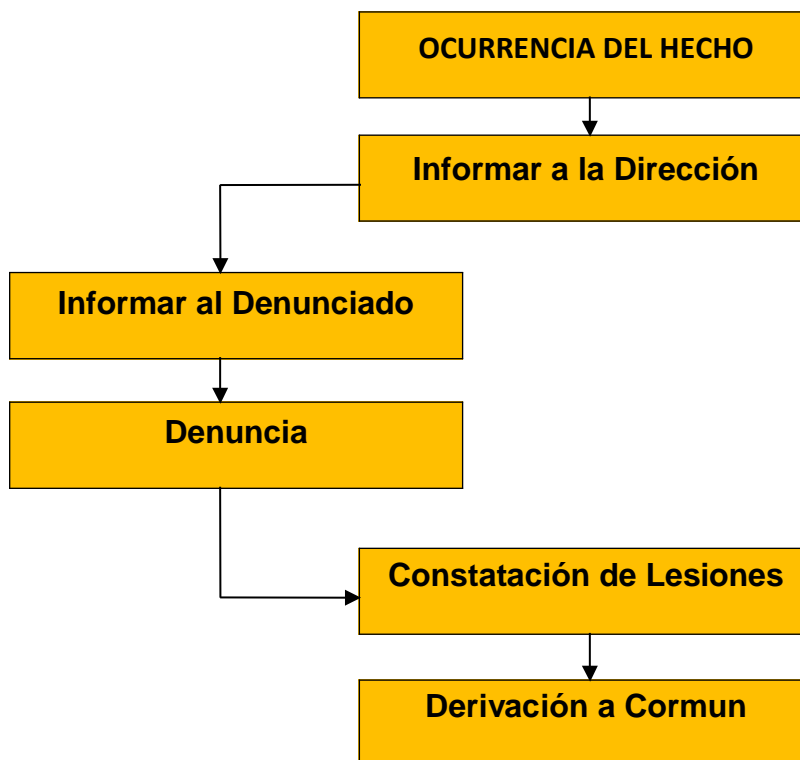 OCURRENCIA DEL HECHO
Informar a la Dirección
Informar al Denunciado
Denuncia
Constatación de Lesiones
Derivación a Cormun